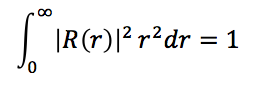 ∫₀^∞ |R(r)|² r² dr = 1